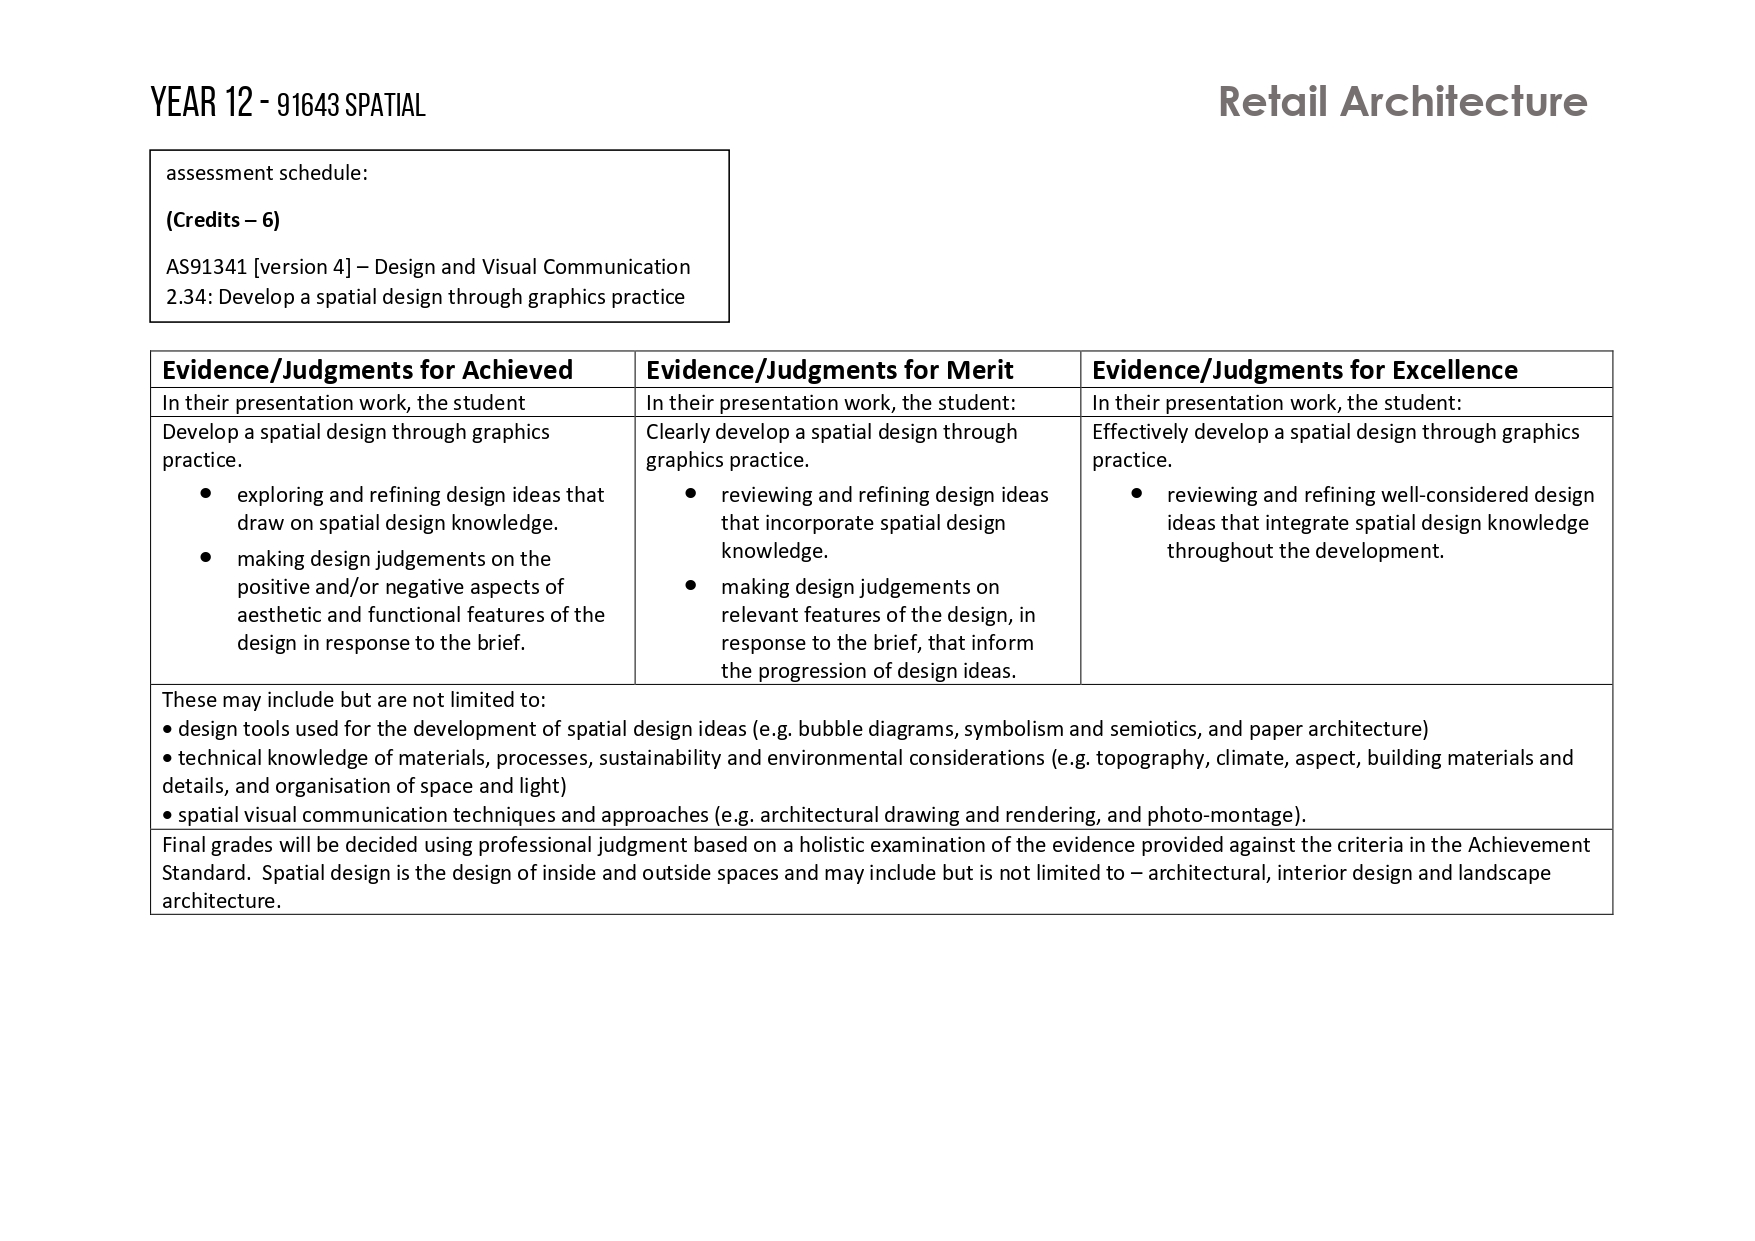 YEAR 12 - 91643 SPATIAL
Retail Architecture
assessment schedule:
(Credits – 6)
AS91341 [version 4] – Design and Visual Communication
2.34: Develop a spatial design through graphics practice
Evidence/Judgments for Achieved
Evidence/Judgments for Merit
Evidence/Judgments for Excellence
In their presentation work, the student
In their presentation work, the student:
In their presentation work, the student:
Develop a spatial design through graphics
practice.
• exploring and refining design ideas that
draw on spatial design knowledge.
• making design judgements on the
positive and/or negative aspects of
aesthetic and functional features of the
design in response to the brief.
Clearly develop a spatial design through
graphics practice.
• reviewing and refining design ideas
that incorporate spatial design
knowledge.
• making design judgements on
relevant features of the design, in
response to the brief, that inform
the progression of design ideas.
Effectively develop a spatial design through graphics
practice.
• reviewing and refining well-considered design
ideas that integrate spatial design knowledge
throughout the development.
These may include but are not limited to:
• design tools used for the development of spatial design ideas (e.g. bubble diagrams, symbolism and semiotics, and paper architecture)
• technical knowledge of materials, processes, sustainability and environmental considerations (e.g. topography, climate, aspect, building materials and
details, and organisation of space and light)
• spatial visual communication techniques and approaches (e.g. architectural drawing and rendering, and photo-montage).
Final grades will be decided using professional judgment based on a holistic examination of the evidence provided against the criteria in the Achievement
Standard.  Spatial design is the design of inside and outside spaces and may include but is not limited to – architectural, interior design and landscape
architecture.